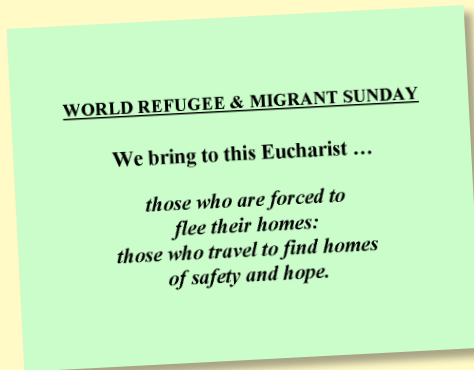 WORLD REFUGEE & MIGRANT SUNDAY
We bring to this Eucharist …
those who are forced to
flee their homes:
those who travel to find homes
of safety and hope.